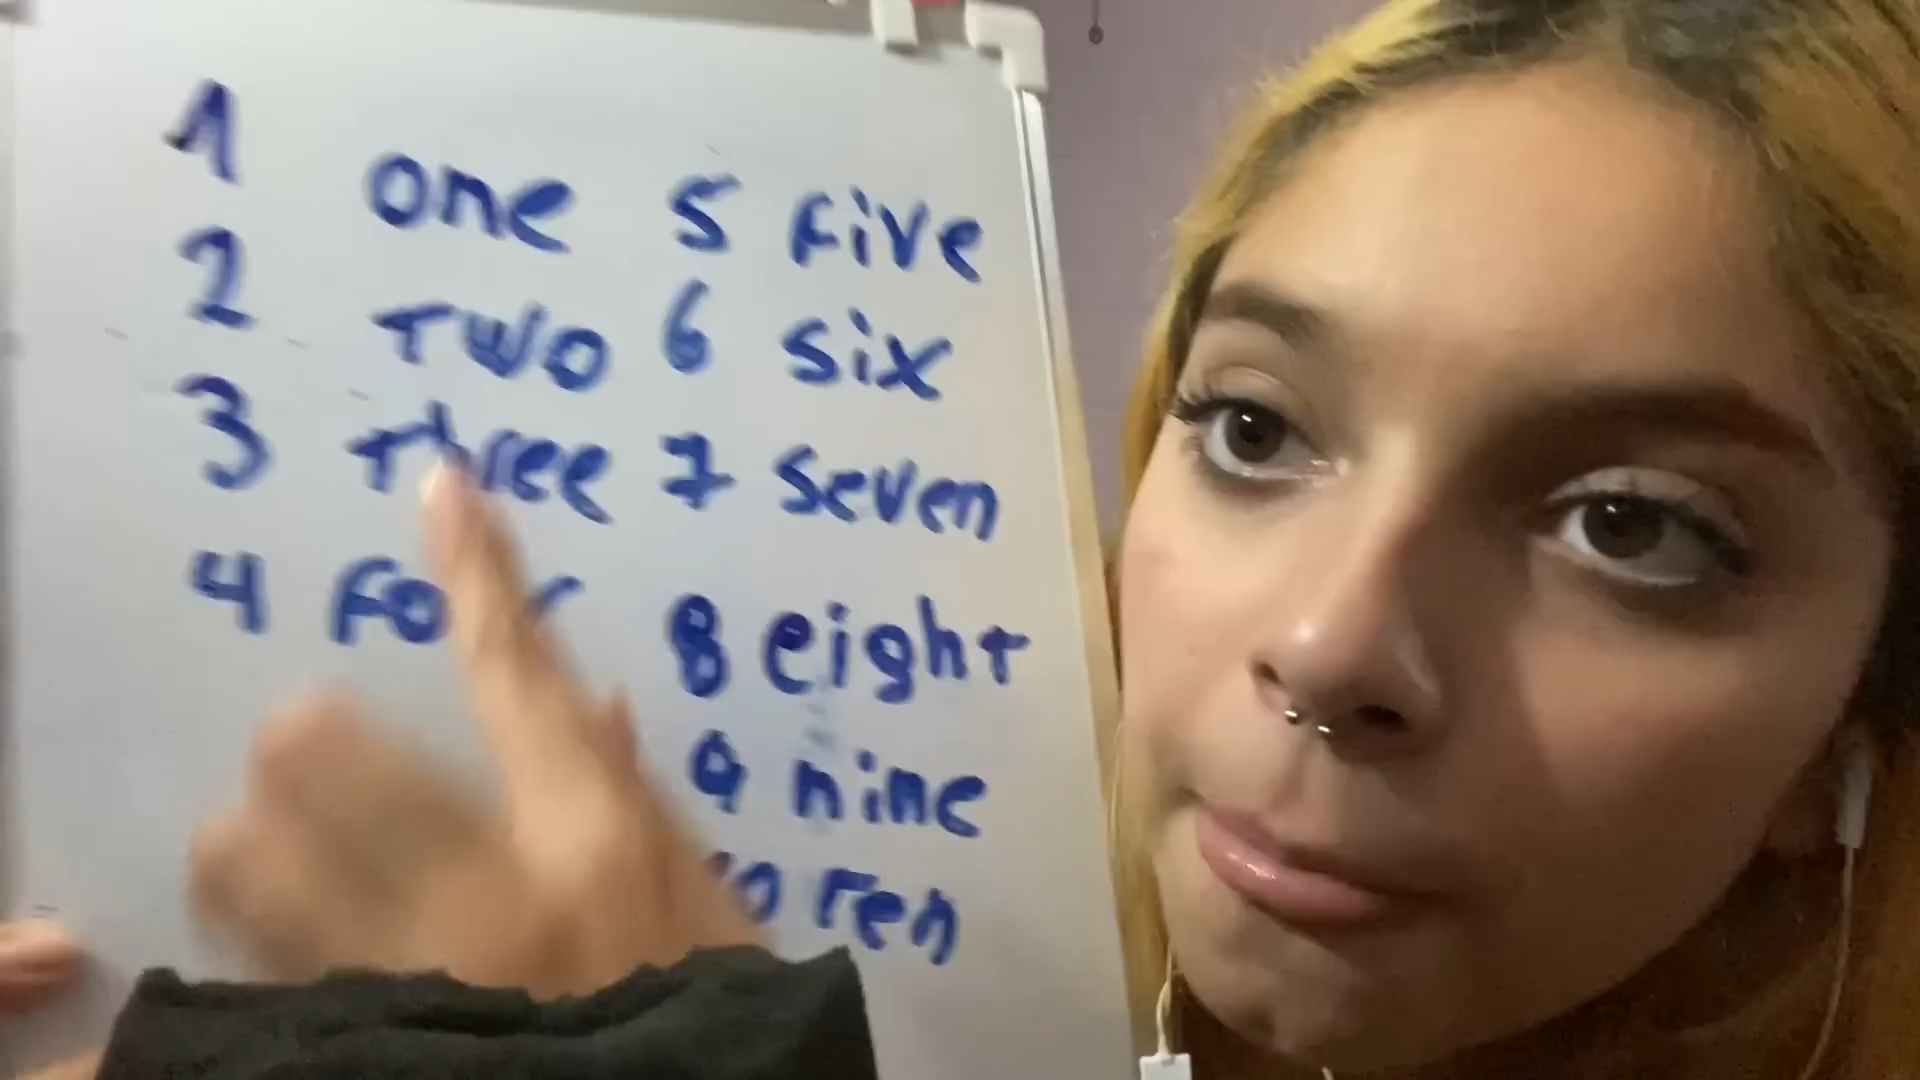 1 one 5 five
2 Two 6 six
3 Three 7 seven
4 8 eight
9 nine
Ten